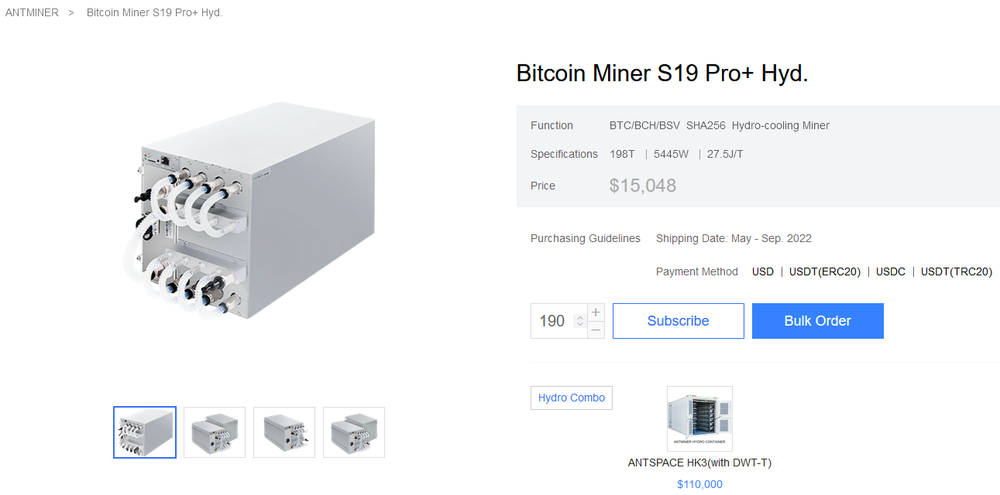 ANTMINER > Bitcoin Miner S19 Pro+ Hyd.
Bitcoin Miner S19 Pro+ Hyd.
Function BTC/BCH/BSV SHA256 Hydro-cooling Miner
Specifications 198T | 5445W | 27.5J/T
Price $15,048
Purchasing Guidelines Shipping Date: May - Sep. 2022
Payment Method USD | USDT(ERC20) | USDC | USDT(TRC20)
190 + − Subscribe Bulk Order
Hydro Combo
ANTMINER HYDRO CONTAINER
ANTSPACE HK3(with DWT-T)
$110,000